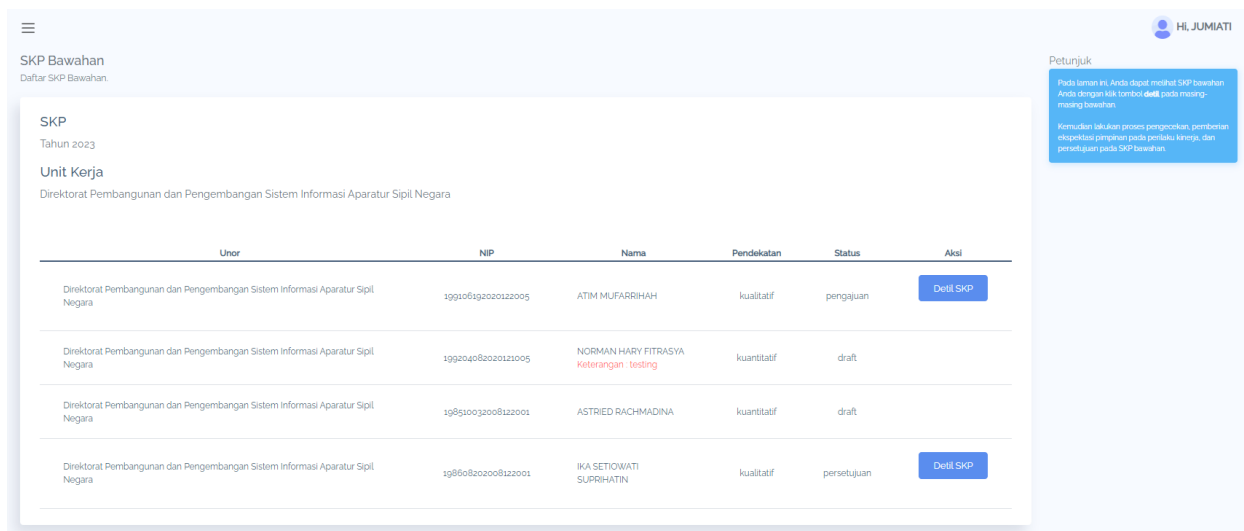 Hi, JUMIATI
SKP Bawahan
Daftar SKP Bawahan.
Petunjuk
Pada laman ini, Anda dapat melihat SKP bawahan
Anda dengan klik tombol detil pada masing-
masing bawahan.
Kemudian lakukan proses pengecekan, pemberian
ekspektasi pimpinan pada perilaku kinerja, dan
persetujuan pada SKP bawahan.
SKP
Tahun 2023
Unit Kerja
Direktorat Pembangunan dan Pengembangan Sistem Informasi Aparatur Sipil Negara
Unor NIP Nama Pendekatan Status Aksi
Direktorat Pembangunan dan Pengembangan Sistem Informasi Aparatur Sipil
Negara
199106192020122005 ATIM MUFARRIHAH kualitatif pengajuan Detil SKP
Direktorat Pembangunan dan Pengembangan Sistem Informasi Aparatur Sipil
Negara
199204082020121005 NORMAN HARY FITRASYA
Keterangan : testing
kuantitatif draft
Direktorat Pembangunan dan Pengembangan Sistem Informasi Aparatur Sipil
Negara
198510032008122001 ASTRIED RACHMADINA kuantitatif draft
Direktorat Pembangunan dan Pengembangan Sistem Informasi Aparatur Sipil
Negara
198608202008122001 IKA SETIOWATI
SUPRIHATIN
kualitatif persetujuan Detil SKP